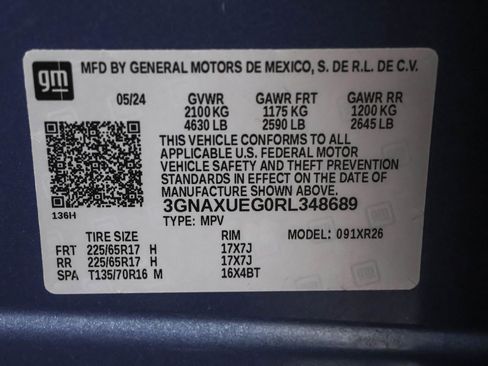 gm
MFD BY GENERAL MOTORS DE MEXICO, S. DE R.L. DE C.V.
05/24 GVWR GAWR FRT GAWR RR
2100 KG 1175 KG 1200 KG
4630 LB 2590 LB 2645 LB
THIS VEHICLE CONFORMS TO ALL
APPLICABLE U.S. FEDERAL MOTOR
VEHICLE SAFETY AND THEFT PREVENTION
STANDARDS IN EFFECT ON THE DATE OF
MANUFACTURE SHOWN ABOVE.
136H
3GNAXUEG0RL348689
TYPE: MPV
TIRE SIZE RIM MODEL: 091XR26
FRT 225/65R17 H 17X7J
RR 225/65R17 H 17X7J
SPA T135/70R16 M 16X4BT